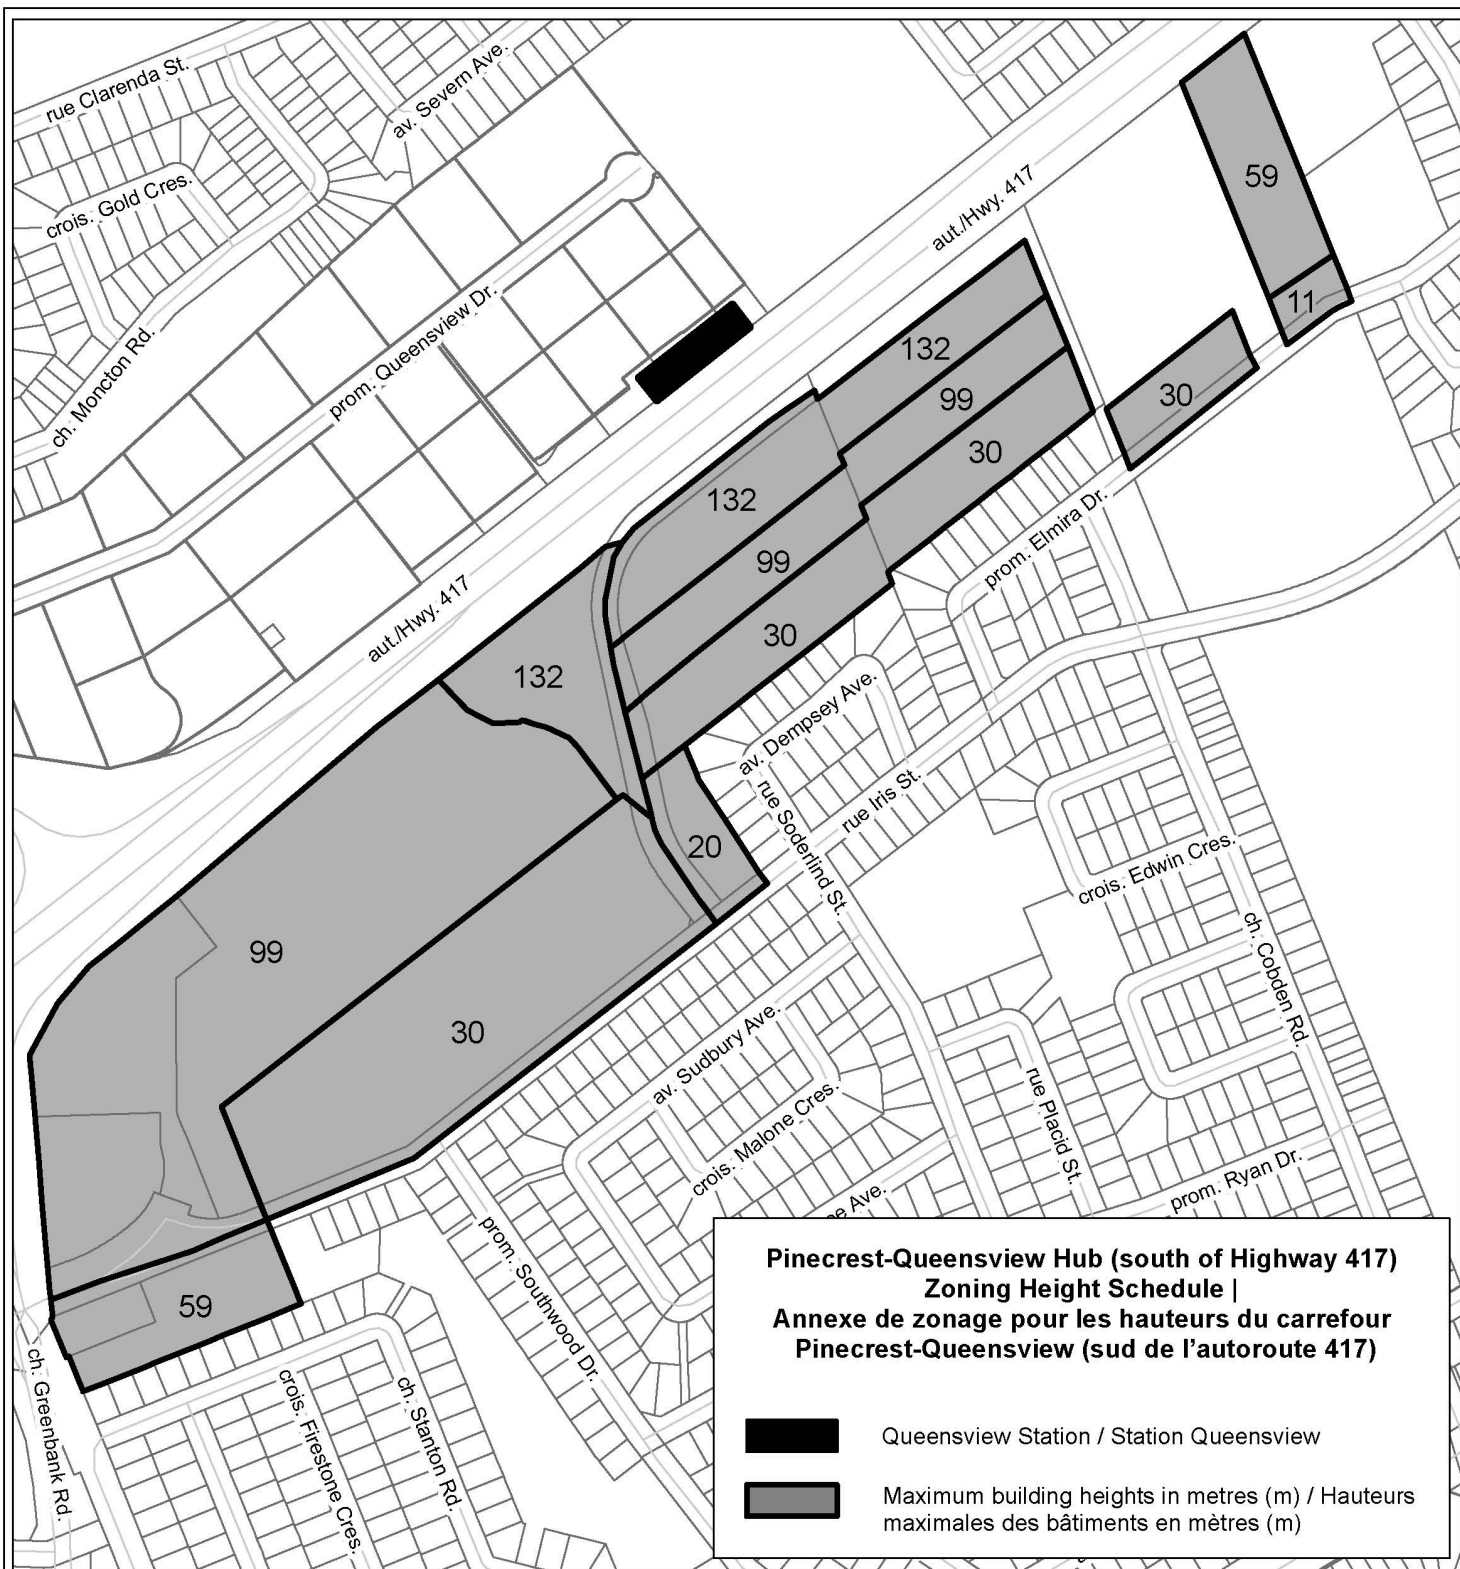 rue Clarenda St.
av. Severn Ave.
crois. Gold Cres.
ch. Moncton Rd.
prom. Queensview Dr.
aut./Hwy. 417
aut./Hwy. 417
59
11
30
132
99
30
132
99
30
132
20
99
30
59
prom. Elmira Dr.
av. Dempsey Ave.
rue Iris St.
rue Soderlind St.
crois. Edwin Cres.
ch. Cobden Rd.
av. Sudbury Ave.
crois. Malone Cres.
rue Placid St.
prom. Ryan Dr.
Ave.
prom. Southwood Dr.
ch. Greenbank Rd.
crois. Firestone Cres.
ch. Stanton Rd.
Pinecrest-Queensview Hub (south of Highway 417)
Zoning Height Schedule |
Annexe de zonage pour les hauteurs du carrefour
Pinecrest-Queensview (sud de l'autoroute 417)
Queensview Station / Station Queensview
Maximum building heights in metres (m) / Hauteurs
maximales des bâtiments en mètres (m)